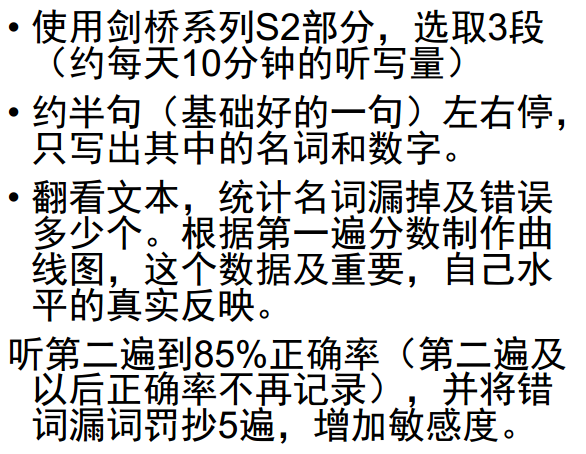 • 使用剑桥系列S2部分，选取3段
（约每天10分钟的听写量）
• 约半句（基础好的一句）左右停，
只写出其中的名词和数字。
• 翻看文本，统计名词漏掉及错误
多少个。根据第一遍分数制作曲
线图，这个数据及重要，自己水
平的真实反映。
听第二遍到85%正确率（第二遍及
以后正确率不再记录），并将错
词漏词罚抄5遍，增加敏感度。